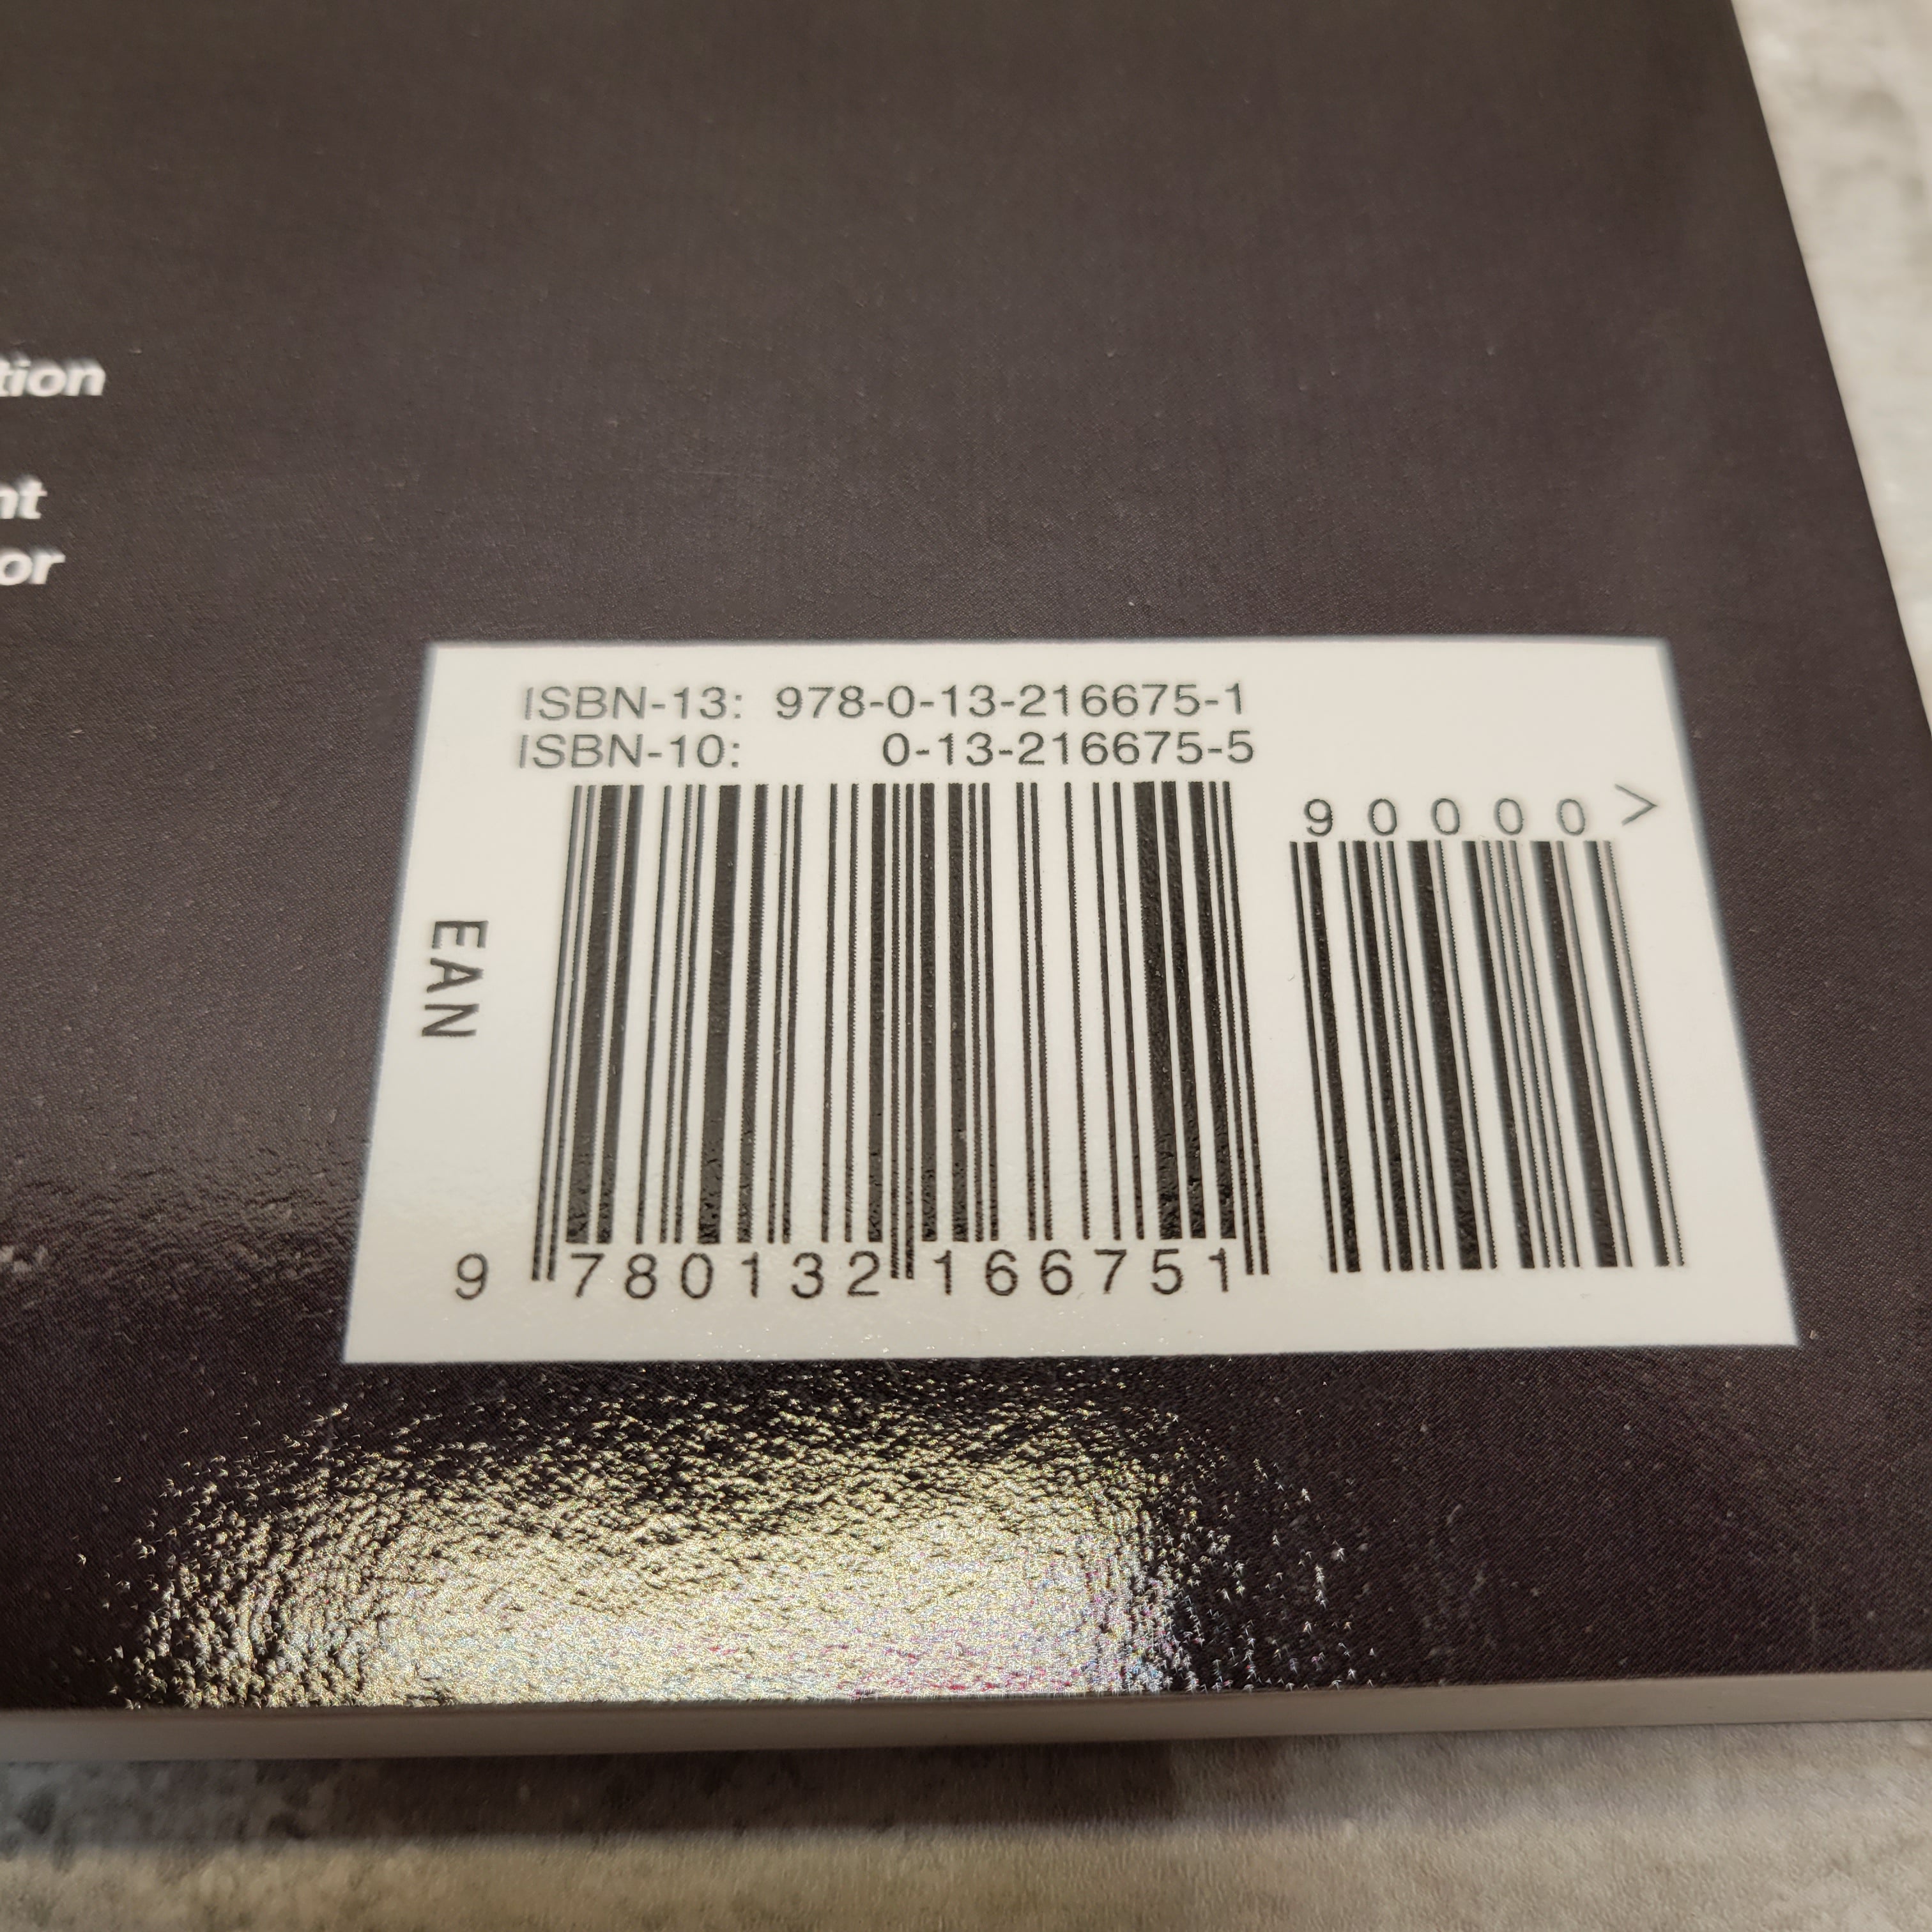 tion
nt
or
ISBN-13: 978-0-13-216675-1
ISBN-10: 0-13-216675-5
90000>
EAN
9 780132 166751